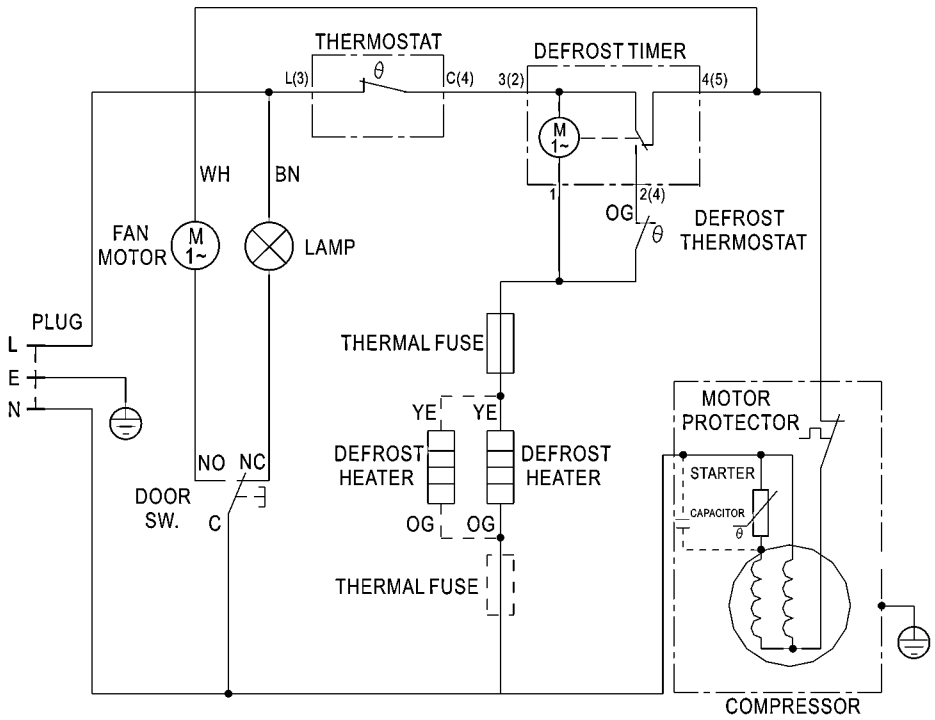 THERMOSTAT
DEFROST TIMER
L(3)
θ
C(4)
3(2)
4(5)
M
1~
WH
BN
1
2(4)
OG
θ
DEFROST
THERMOSTAT
FAN
MOTOR
M
1~
LAMP
PLUG
L
E
N
THERMAL FUSE
YE
YE
DEFROST
HEATER
DEFROST
HEATER
OG
OG
THERMAL FUSE
NO
NC
DOOR
SW.
C
MOTOR
PROTECTOR
STARTER
CAPACITOR
θ
COMPRESSOR